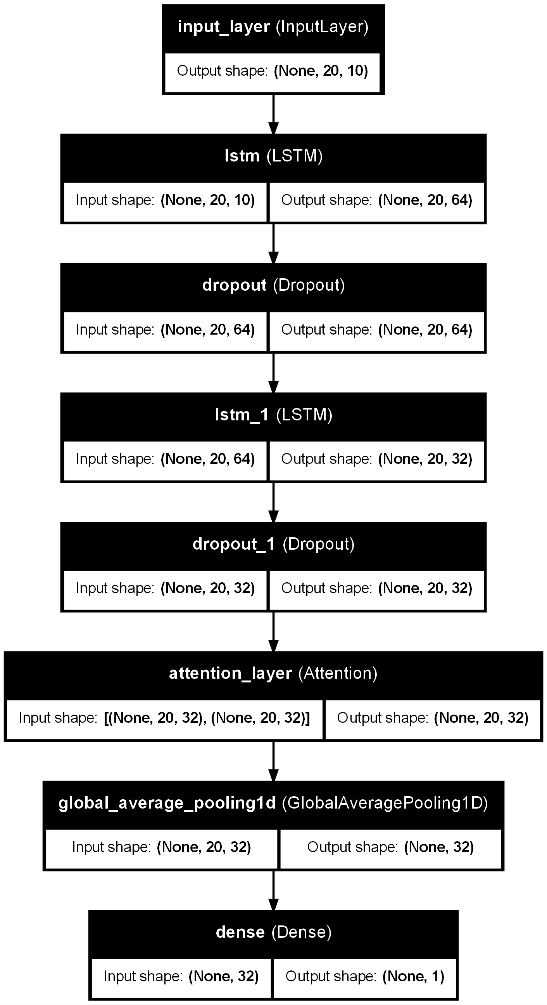 input_layer (InputLayer)
Output shape: (None, 20, 10)
lstm (LSTM)
Input shape: (None, 20, 10) Output shape: (None, 20, 64)
dropout (Dropout)
Input shape: (None, 20, 64) Output shape: (None, 20, 64)
lstm_1 (LSTM)
Input shape: (None, 20, 64) Output shape: (None, 20, 32)
dropout_1 (Dropout)
Input shape: (None, 20, 32) Output shape: (None, 20, 32)
attention_layer (Attention)
Input shape: [(None, 20, 32), (None, 20, 32)] Output shape: (None, 20, 32)
global_average_pooling1d (GlobalAveragePooling1D)
Input shape: (None, 20, 32) Output shape: (None, 32)
dense (Dense)
Input shape: (None, 32) Output shape: (None, 1)